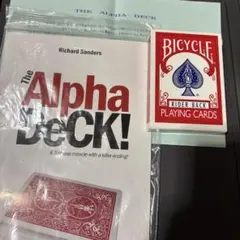 THE ALPHA DECK
Richard Sanders
The
Alpha
DeCK!
BICYCLE
RIDER BACK
PLAYING CARDS